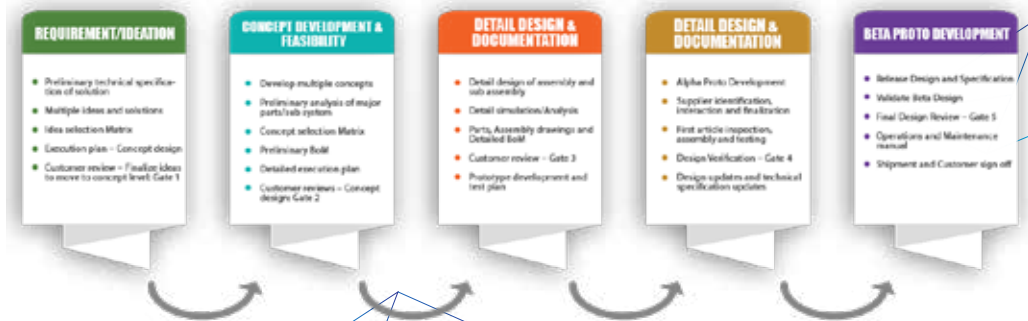 REQUIREMENT/IDEATION
Preliminary technical specifica-
tion of solution
Multiple ideas and solutions
Idea selection Matrix
Execution plan – Concept design
Customer review – Finalize ideas
to move to concept level: Gate 1
CONCEPT DEVELOPMENT &
FEASIBILITY
Develop multiple concepts
Preliminary analysis of major
parts/sub system
Concept selection Matrix
Preliminary BoM
Detailed execution plan
Customer reviews – Concept
design: Gate 2
DETAIL DESIGN &
DOCUMENTATION
Detail design of assembly and
sub assembly
Detail simulation/Analysis
Parts, Assembly drawings and
Detailed BoM
Customer review – Gate 3
Prototype development and
test plan
DETAIL DESIGN &
DOCUMENTATION
Alpha Proto Development
Supplier identification,
interaction and finalization
First article inspection,
assembly and testing
Design Verification – Gate 4
Design updates and technical
specification updates
BETA PROTO DEVELOPMENT
Release Design and Specification
Validate Beta Design
Final Design Review – Gate 5
Operations and Maintenance
manual
Shipment and Customer sign off